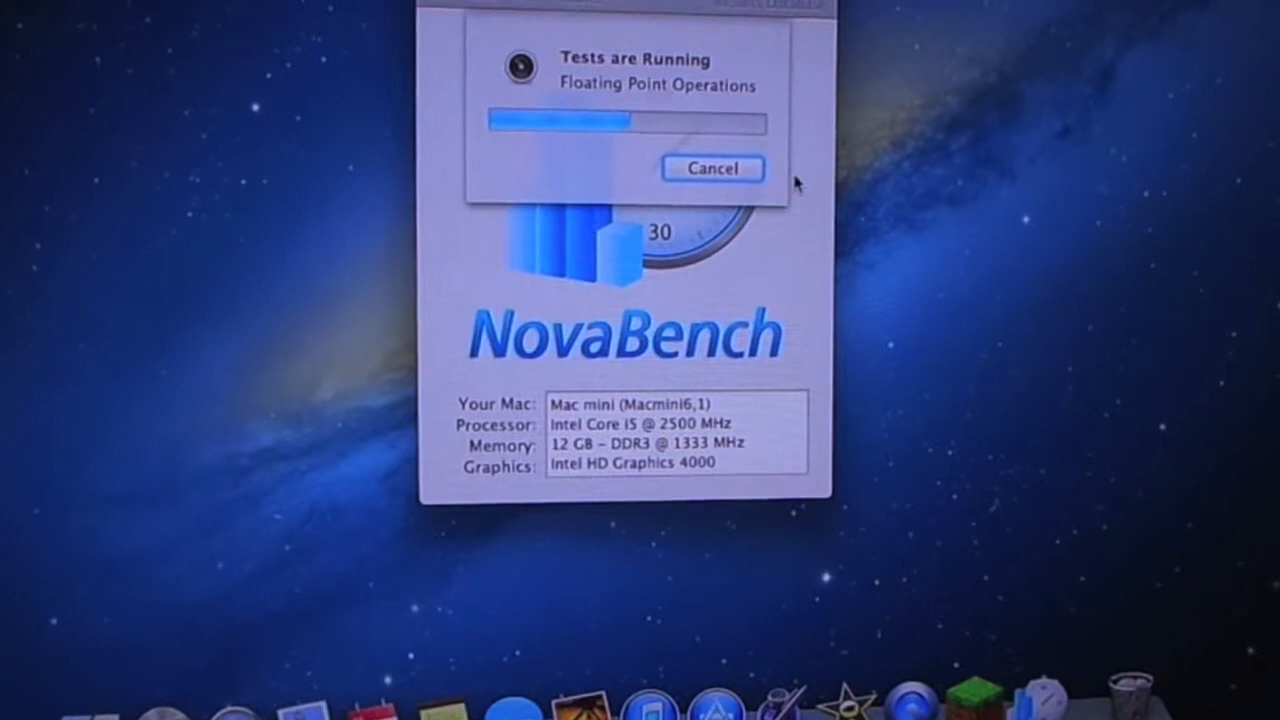 Tests are Running
Floating Point Operations
Cancel
30
NovaBench
Your Mac: Mac mini (Macmini6,1)
Processor: Intel Core i5 @ 2500 MHz
Memory: 12 GB - DDR3 @ 1333 MHz
Graphics: Intel HD Graphics 4000